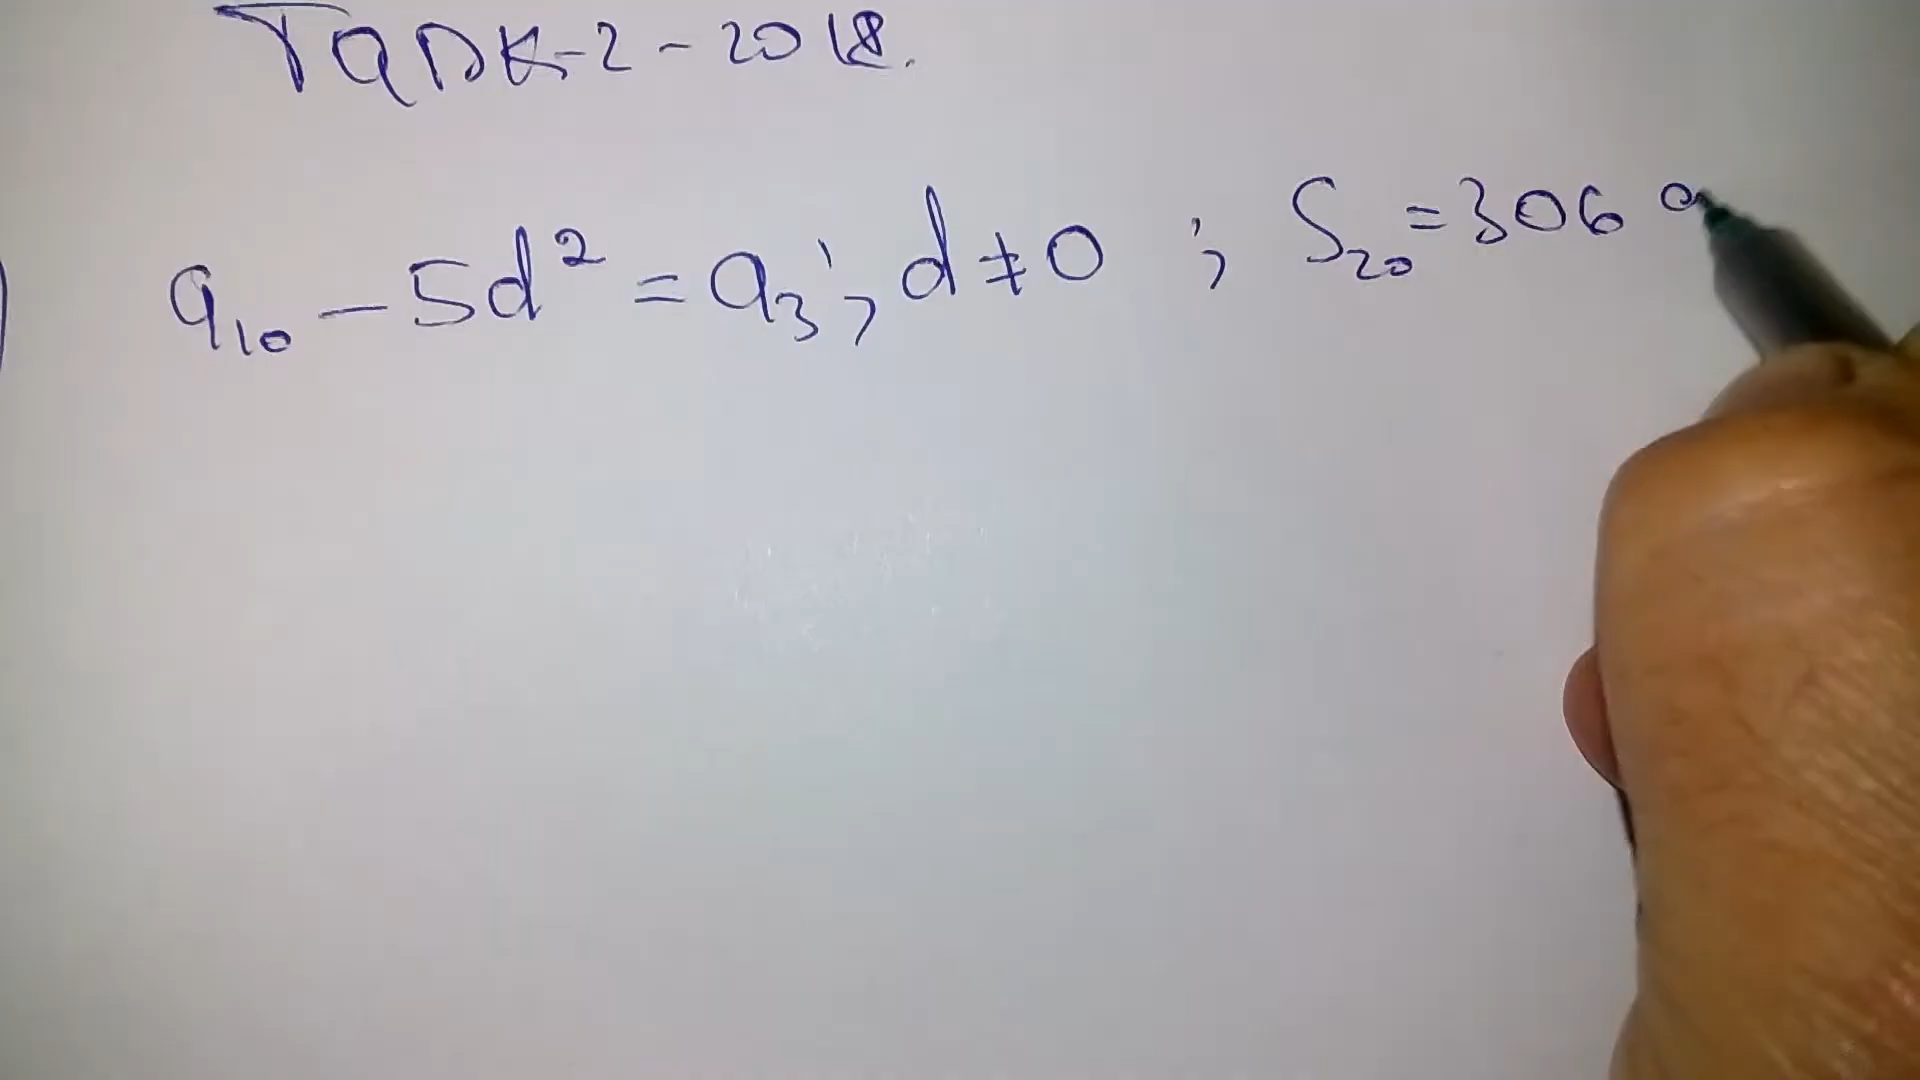 TQDK-2-2018.
a₁₀ - 5d² = a₃; d ≠ 0 ; S₂₀ = 306